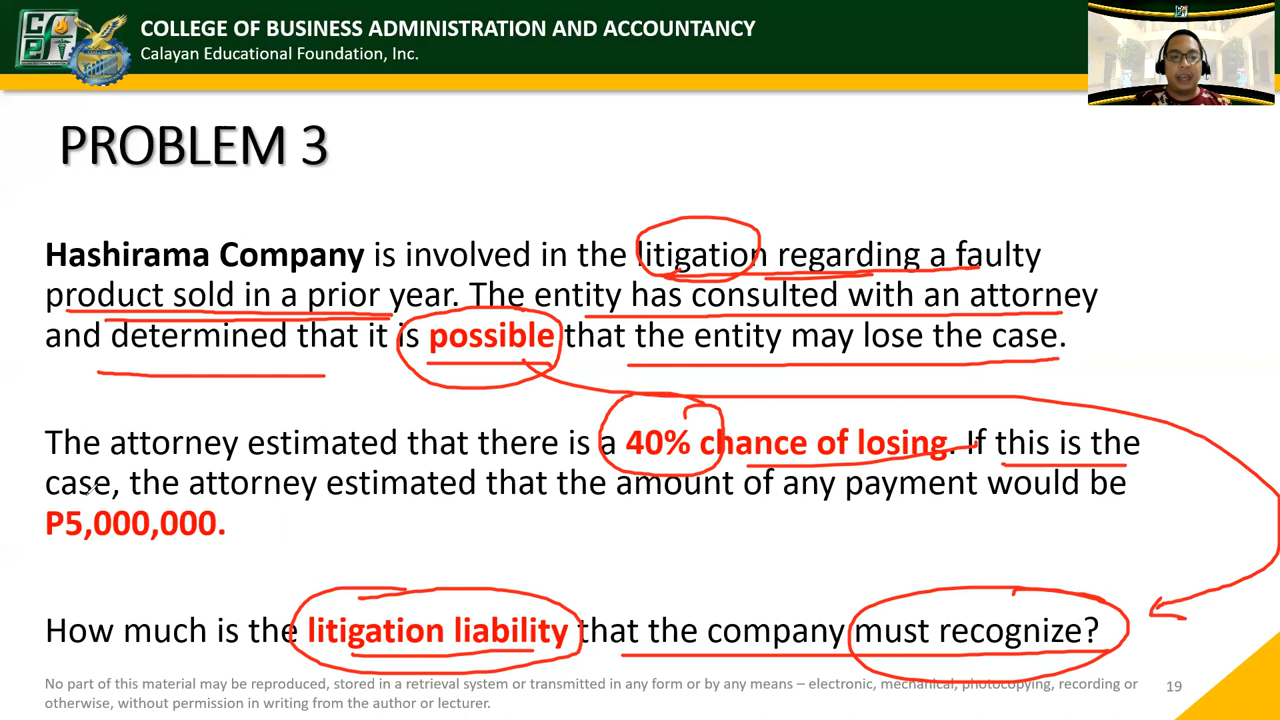 COLLEGE OF BUSINESS ADMINISTRATION AND ACCOUNTANCY
Calayan Educational Foundation, Inc.
PROBLEM 3
Hashirama Company is involved in the litigation regarding a faulty
product sold in a prior year. The entity has consulted with an attorney
and determined that it is possible that the entity may lose the case.
The attorney estimated that there is a 40% chance of losing. If this is the
case, the attorney estimated that the amount of any payment would be
P5,000,000.
How much is the litigation liability that the company must recognize?
No part of this material may be reproduced, stored in a retrieval system or transmitted in any form or by any means – electronic, mechanical, photocopying, recording or
otherwise, without permission in writing from the author or lecturer.
19